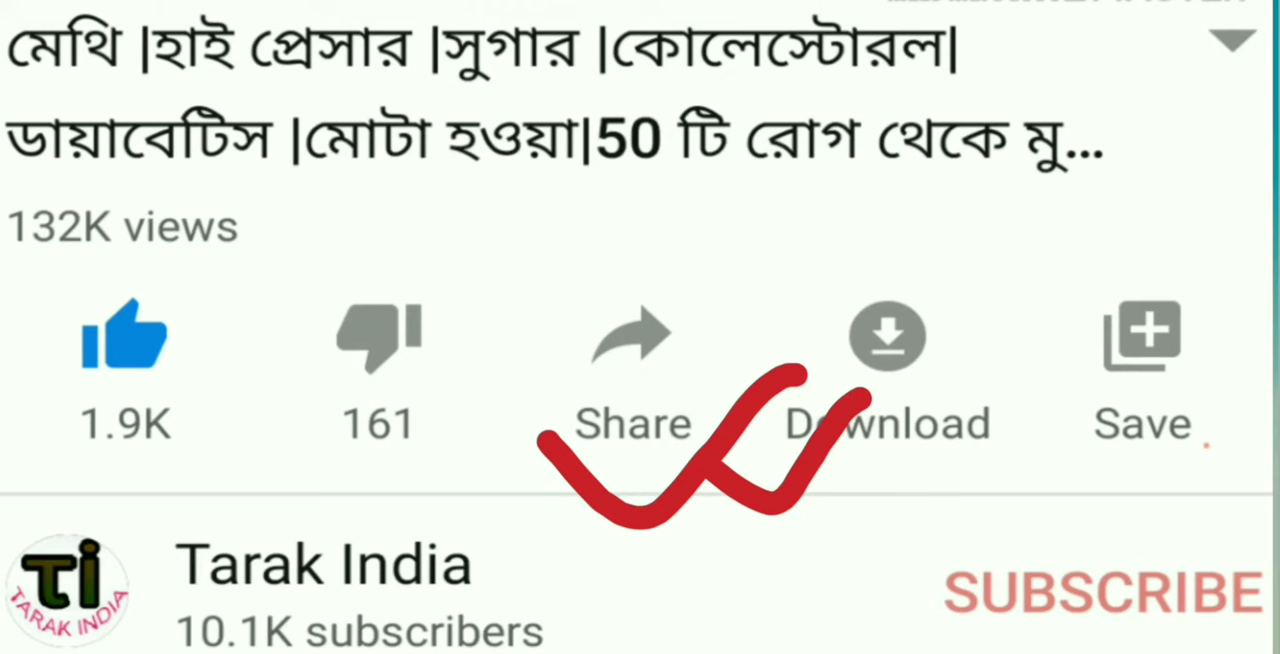 মেথি |হাই প্রেসার |সুগার |কোলেস্টোরল|
ডায়াবেটিস |মোটা হওয়া|50 টি রোগ থেকে মু...
132K views
1.9K 161 Share Download Save
Ti
TARAK INDIA
Tarak India
10.1K subscribers
SUBSCRIBE